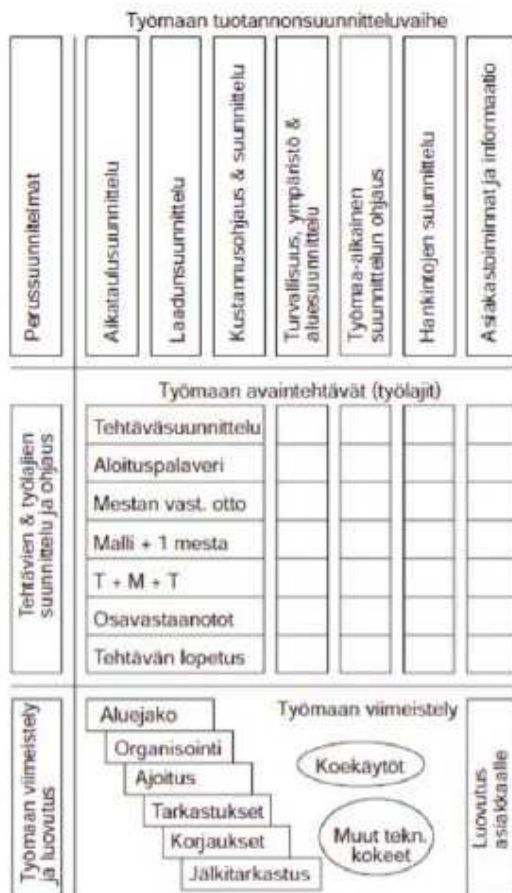 Työmaan tuotannonsuunnitteluvaihe
Perussuunnitelmat
Aikataulusuunnittelu
Laadunsuunnittelu
Kustannusohjaus & suunnittelu
Turvallisuus, ympäristö &
aluesuunnittelu
Työmaa-aikainen
suunnittelun ohjaus
Hankintojen suunnittelu
Asiakastoiminnat ja informaatio
Työmaan avaintehtävät (työlajit)
Tehtävien & työlajien
suunnittelu ja ohjaus
Tehtäväsuunnittelu
Aloituspalaveri
Mestan vast. otto
Malli + 1 mesta
T + M + T
Osavastaanotot
Tehtävän lopetus
Työmaan viimeistely
ja luovutus
Työmaan viimeistely
Aluejako
Organisointi
Ajoitus
Tarkastukset
Korjaukset
Jälkitarkastus
Koekäytöt
Muut tekn.
kokeet
Luovutus
asiakkaalle